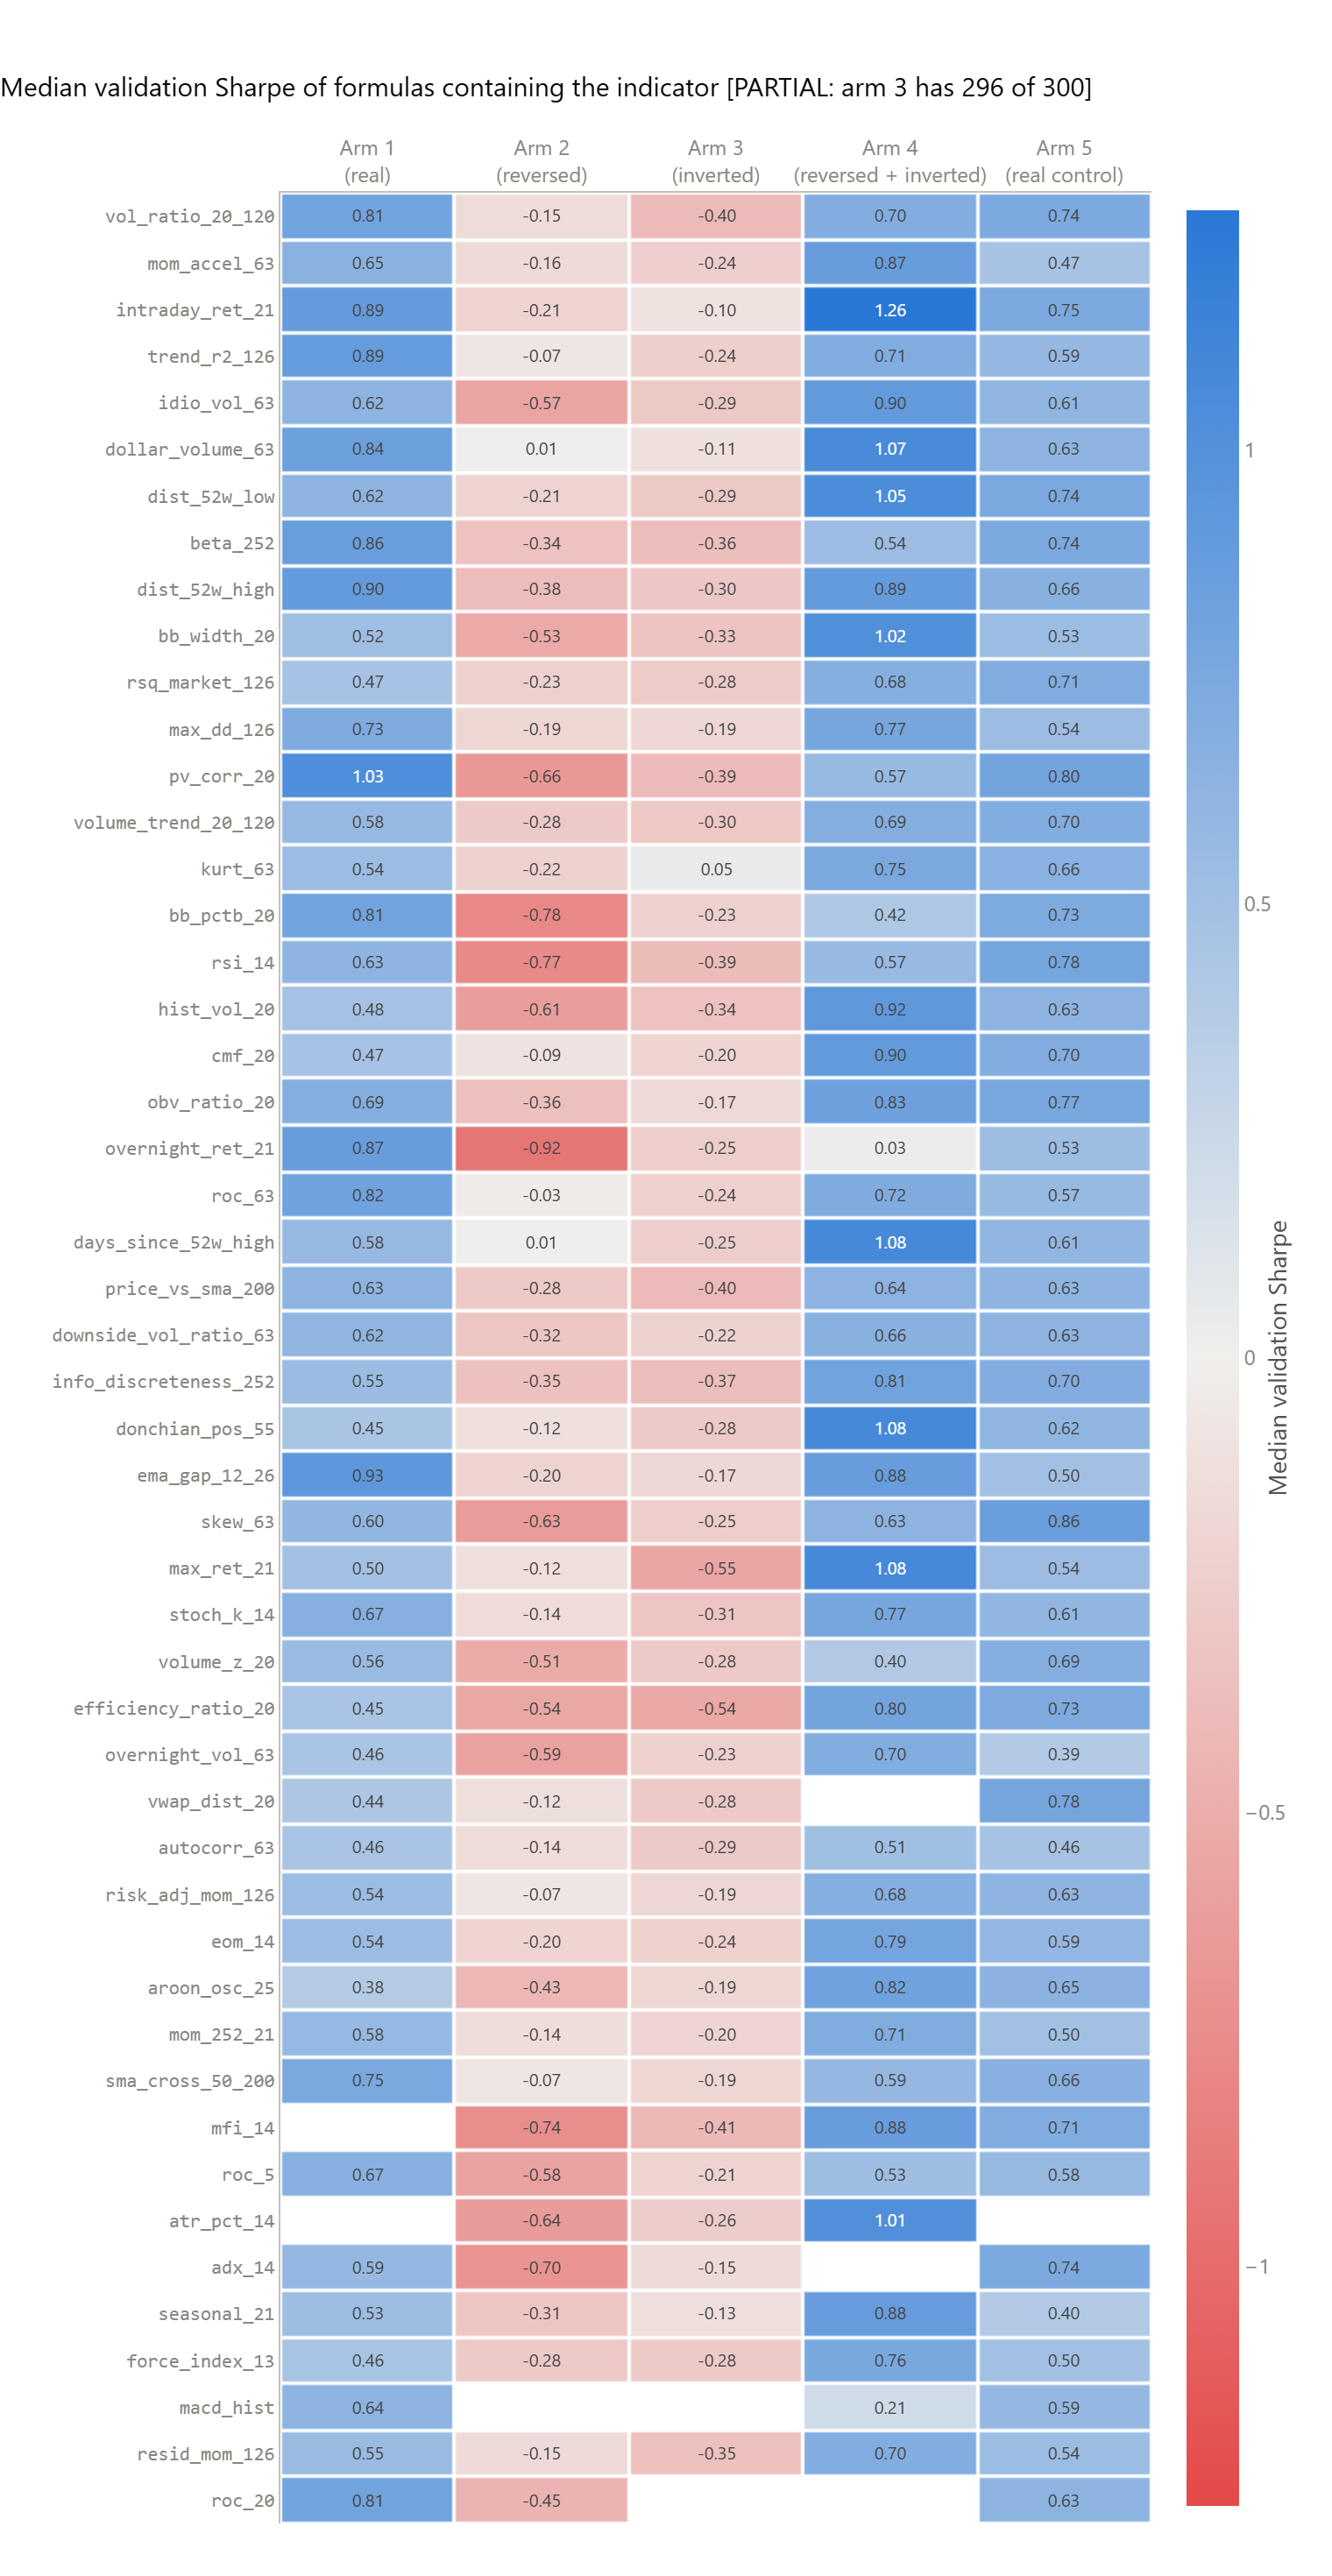 Median validation Sharpe of formulas containing the indicator [PARTIAL: arm 3 has 296 of 300]
Arm 1 Arm 2 Arm 3 Arm 4 Arm 5
(real) (reversed) (inverted) (reversed + inverted) (real control)
vol_ratio_20_120 0.81 -0.15 -0.40 0.70 0.74
mom_accel_63 0.65 -0.16 -0.24 0.87 0.47
intraday_ret_21 0.89 -0.21 -0.10 1.26 0.75
trend_r2_126 0.89 -0.07 -0.24 0.71 0.59
idio_vol_63 0.62 -0.57 -0.29 0.90 0.61
dollar_volume_63 0.84 0.01 -0.11 1.07 0.63
dist_52w_low 0.62 -0.21 -0.29 1.05 0.74
beta_252 0.86 -0.34 -0.36 0.54 0.74
dist_52w_high 0.90 -0.38 -0.30 0.89 0.66
bb_width_20 0.52 -0.53 -0.33 1.02 0.53
rsq_market_126 0.47 -0.23 -0.28 0.68 0.71
max_dd_126 0.73 -0.19 -0.19 0.77 0.54
pv_corr_20 1.03 -0.66 -0.39 0.57 0.80
volume_trend_20_120 0.58 -0.28 -0.30 0.69 0.70
kurt_63 0.54 -0.22 0.05 0.75 0.66
bb_pctb_20 0.81 -0.78 -0.23 0.42 0.73
rsi_14 0.63 -0.77 -0.39 0.57 0.78
hist_vol_20 0.48 -0.61 -0.34 0.92 0.63
cmf_20 0.47 -0.09 -0.20 0.90 0.70
obv_ratio_20 0.69 -0.36 -0.17 0.83 0.77
overnight_ret_21 0.87 -0.92 -0.25 0.03 0.53
roc_63 0.82 -0.03 -0.24 0.72 0.57
days_since_52w_high 0.58 0.01 -0.25 1.08 0.61
price_vs_sma_200 0.63 -0.28 -0.40 0.64 0.63
downside_vol_ratio_63 0.62 -0.32 -0.22 0.66 0.63
info_discreteness_252 0.55 -0.35 -0.37 0.81 0.70
donchian_pos_55 0.45 -0.12 -0.28 1.08 0.62
ema_gap_12_26 0.93 -0.20 -0.17 0.88 0.50
skew_63 0.60 -0.63 -0.25 0.63 0.86
max_ret_21 0.50 -0.12 -0.55 1.08 0.54
stoch_k_14 0.67 -0.14 -0.31 0.77 0.61
volume_z_20 0.56 -0.51 -0.28 0.40 0.69
efficiency_ratio_20 0.45 -0.54 -0.54 0.80 0.73
overnight_vol_63 0.46 -0.59 -0.23 0.70 0.39
vwap_dist_20 0.44 -0.12 -0.28 0.78
autocorr_63 0.46 -0.14 -0.29 0.51 0.46
risk_adj_mom_126 0.54 -0.07 -0.19 0.68 0.63
eom_14 0.54 -0.20 -0.24 0.79 0.59
aroon_osc_25 0.38 -0.43 -0.19 0.82 0.65
mom_252_21 0.58 -0.14 -0.20 0.71 0.50
sma_cross_50_200 0.75 -0.07 -0.19 0.59 0.66
mfi_14 -0.74 -0.41 0.88 0.71
roc_5 0.67 -0.58 -0.21 0.53 0.58
atr_pct_14 -0.64 -0.26 1.01
adx_14 0.59 -0.70 -0.15 0.74
seasonal_21 0.53 -0.31 -0.13 0.88 0.40
force_index_13 0.46 -0.28 -0.28 0.76 0.50
macd_hist 0.64 0.21 0.59
resid_mom_126 0.55 -0.15 -0.35 0.70 0.54
roc_20 0.81 -0.45 0.63
1
0.5
0
−0.5
−1
Median validation Sharpe